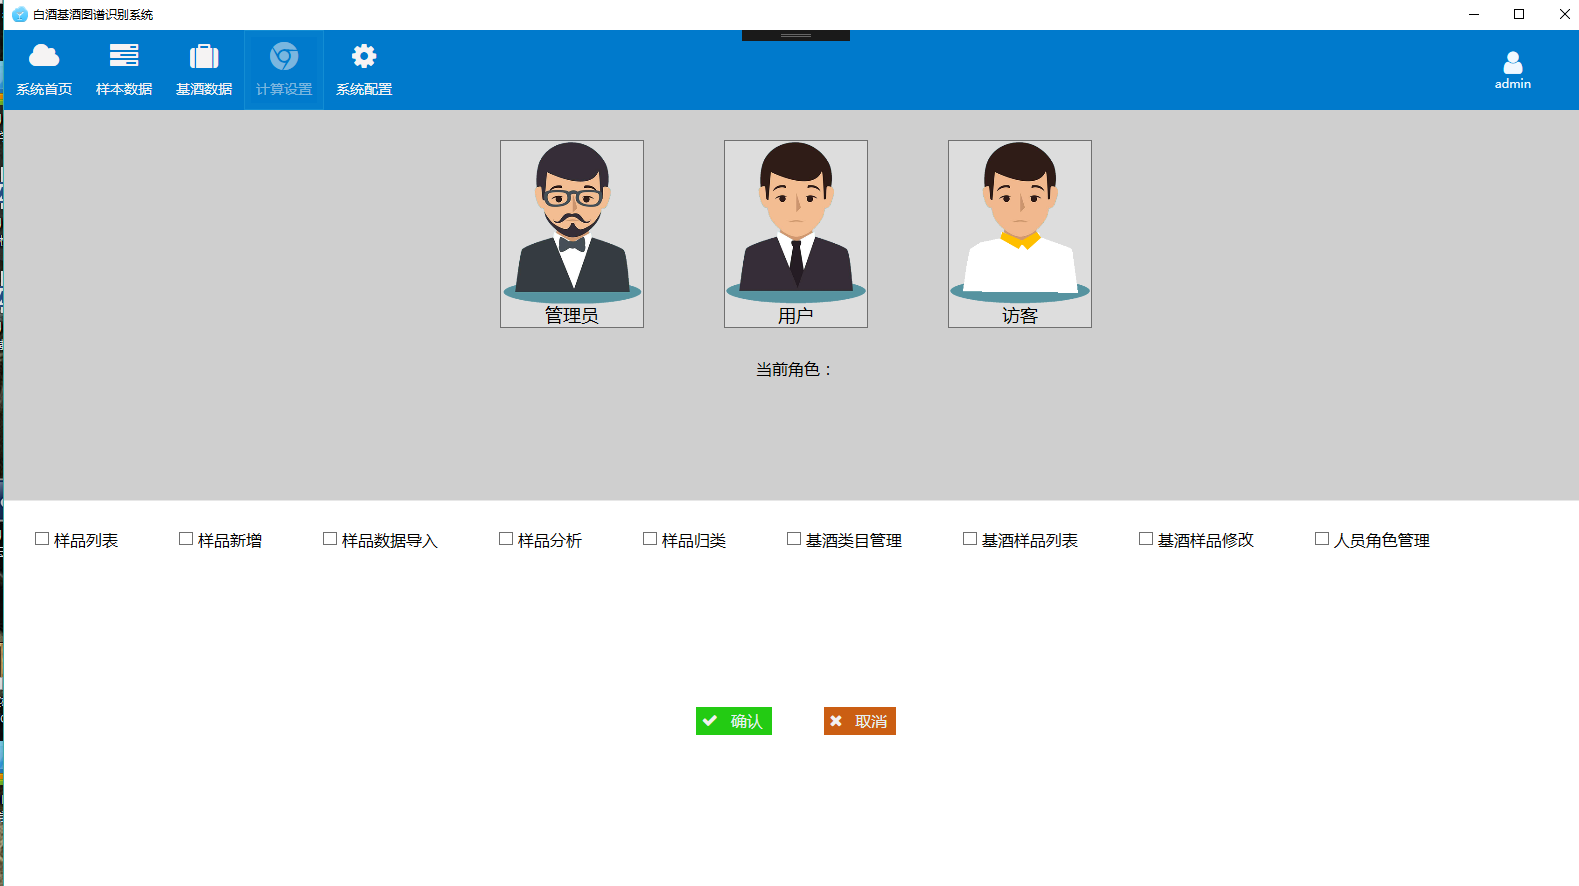 白酒基酒图谱识别系统
系统首页 样本数据 基酒数据 计算设置 系统配置 admin
管理员 用户 访客
当前角色：
样品列表 样品新增 样品数据导入 样品分析 样品归类 基酒类目管理 基酒样品列表 基酒样品修改 人员角色管理
确认 取消